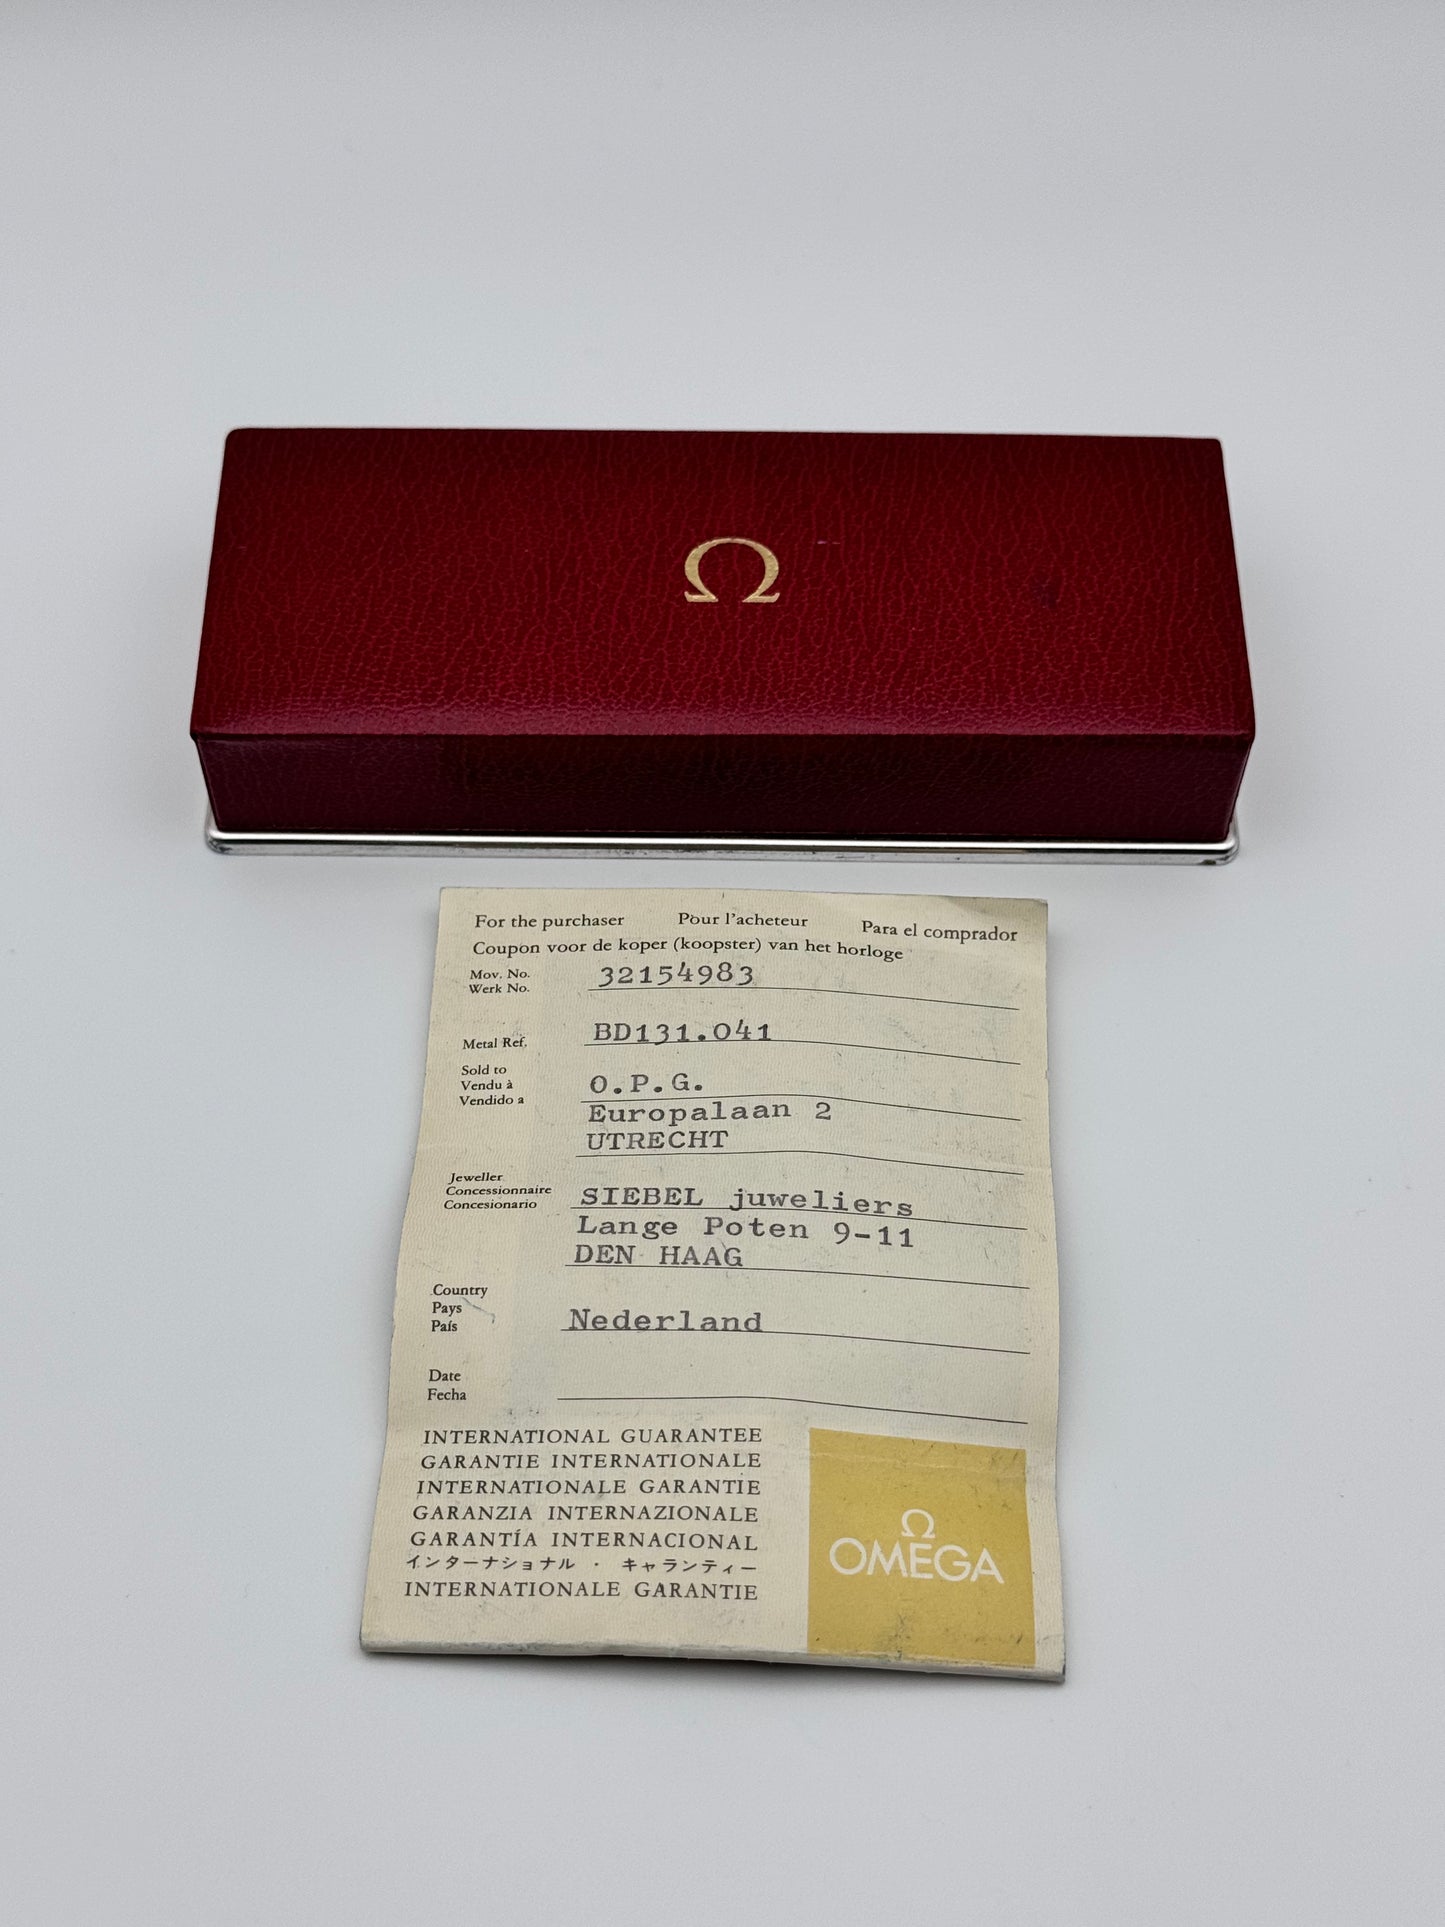 Ω
For the purchaser Pour l'acheteur Para el comprador
Coupon voor de koper (koopster) van het horloge
Mov. No. 32154983
Werk No.
Metal Ref. BD131.041
Sold to
Vendu à O.P.G.
Vendido a
Europalaan 2
UTRECHT
Jeweller
Concessionnaire SIEBEL juweliers
Concesionario
Lange Poten 9-11
DEN HAAG
Country
Pays
País Nederland
Date
Fecha
INTERNATIONAL GUARANTEE
GARANTIE INTERNATIONALE
INTERNATIONALE GARANTIE
GARANZIA INTERNAZIONALE
GARANTÍA INTERNACIONAL
インターナショナル・キャランティー
INTERNATIONALE GARANTIE
Ω
OMEGA